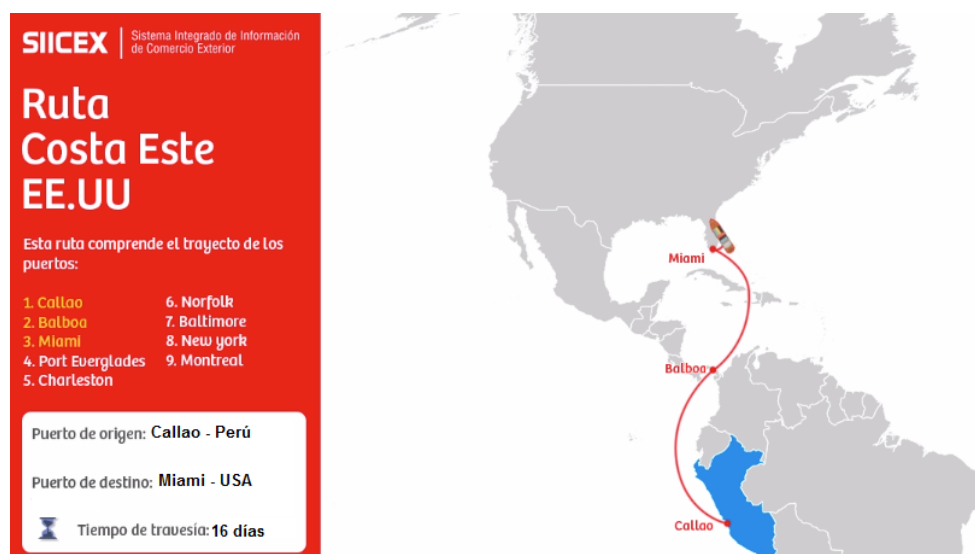 SIICEX
Sistema Integrado de Información
de Comercio Exterior
Ruta
Costa Este
EE.UU
Esta ruta comprende el trayecto de los
puertos:
1. Callao
2. Balboa
3. Miami
4. Port Everglades
5. Charleston
6. Norfolk
7. Baltimore
8. New york
9. Montreal
Puerto de origen: Callao - Perú
Puerto de destino: Miami - USA
Tiempo de travesía: 16 días
Miami
Balboa
Callao